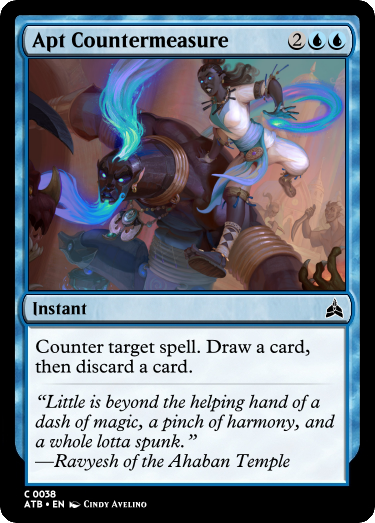 Apt Countermeasure 2
Instant
Counter target spell. Draw a card,
then discard a card.
“Little is beyond the helping hand of a
dash of magic, a pinch of harmony, and
a whole lotta spunk.”
—Ravyesh of the Ahaban Temple
C 0038
ATB • EN Cindy Avelino